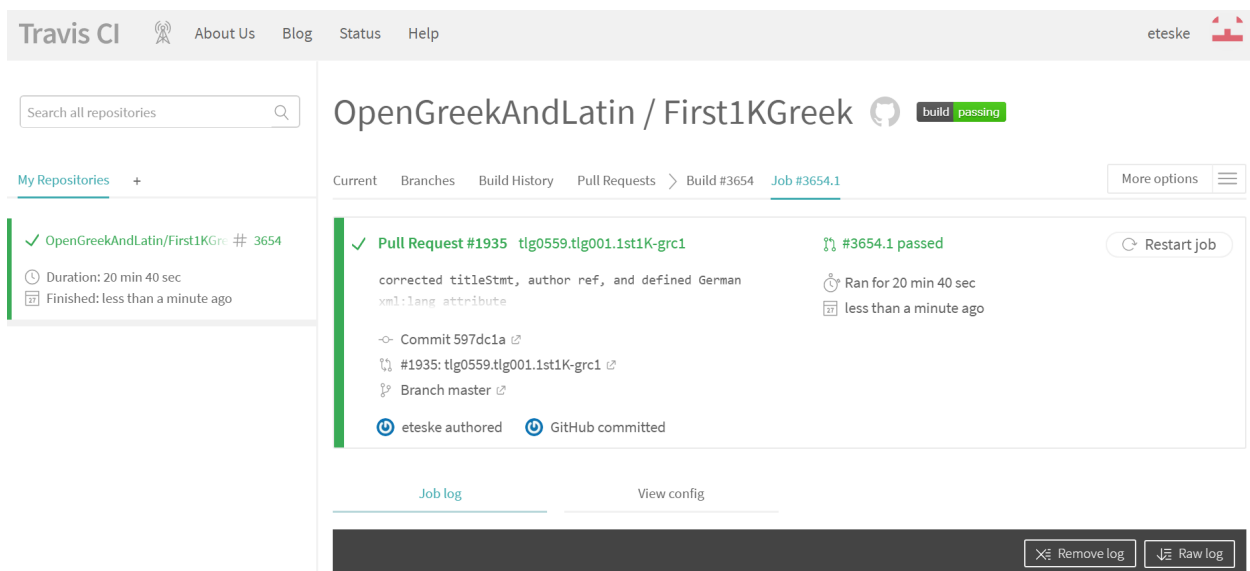 Travis CI About Us Blog Status Help eteske
Search all repositories
OpenGreekAndLatin / First1KGreek build passing
My Repositories +
Current Branches Build History Pull Requests Build #3654 Job #3654.1 More options
OpenGreekAndLatin/First1KGre # 3654
Duration: 20 min 40 sec
27 Finished: less than a minute ago
Pull Request #1935 tlg0559.tlg001.1st1K-grc1 #3654.1 passed Restart job
corrected titleStmt, author ref, and defined German
xml:lang attribute
Ran for 20 min 40 sec
27 less than a minute ago
Commit 597dc1a
#1935: tlg0559.tlg001.1st1K-grc1
Branch master
eteske authored GitHub committed
Job log View config
Remove log Raw log